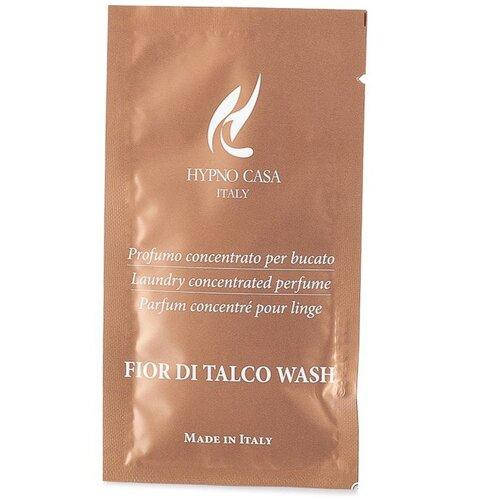 HYPNO CASA
ITALY
Profumo concentrato per bucato
Laundry concentrated perfume
Parfum concentré pour linge
FIOR DI TALCO WASH
MADE IN ITALY